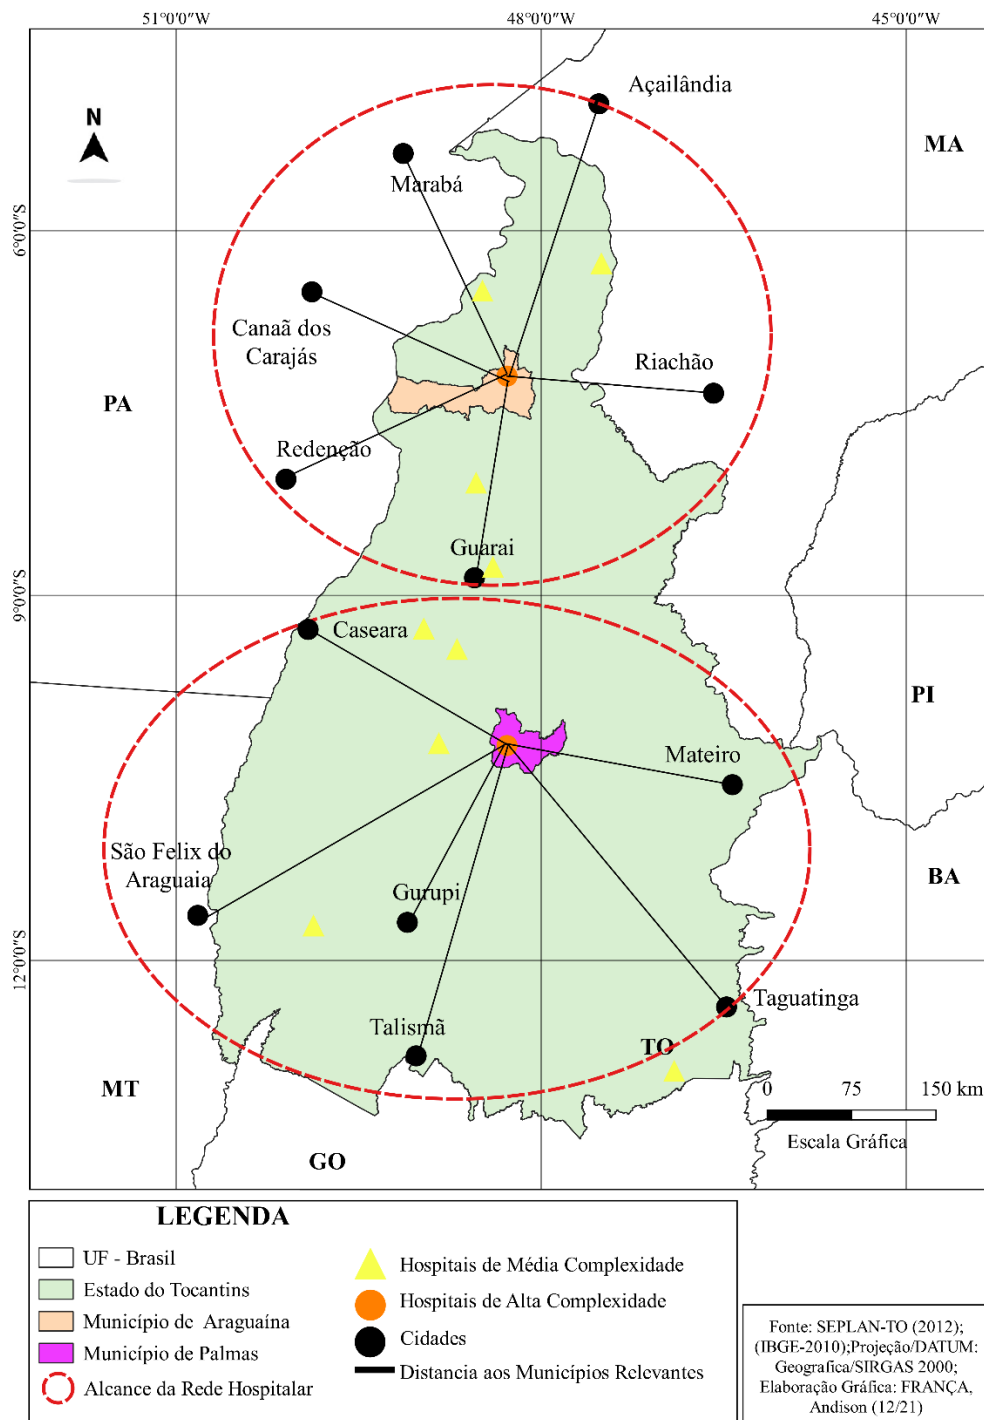 51°0'0"W
48°0'0"W
45°0'0"W
N
Açailândia
MA
Marabá
6°0'0"S
Canaã dos
Carajás
Riachão
PA
Redenção
Guarai
9°0'0"S
Caseara
PI
Mateiro
São Felix do
Araguaia
BA
Gurupi
12°0'0"S
Taguatinga
Talismã
TO
MT
0 75 150 km
Escala Gráfica
GO
LEGENDA
UF - Brasil
Estado do Tocantins
Município de Araguaína
Município de Palmas
Alcance da Rede Hospitalar
Hospitais de Média Complexidade
Hospitais de Alta Complexidade
Cidades
Distancia aos Municípios Relevantes
Fonte: SEPLAN-TO (2012);
(IBGE-2010);Projeção/DATUM:
Geografica/SIRGAS 2000;
Elaboração Gráfica: FRANÇA,
Andison (12/21)